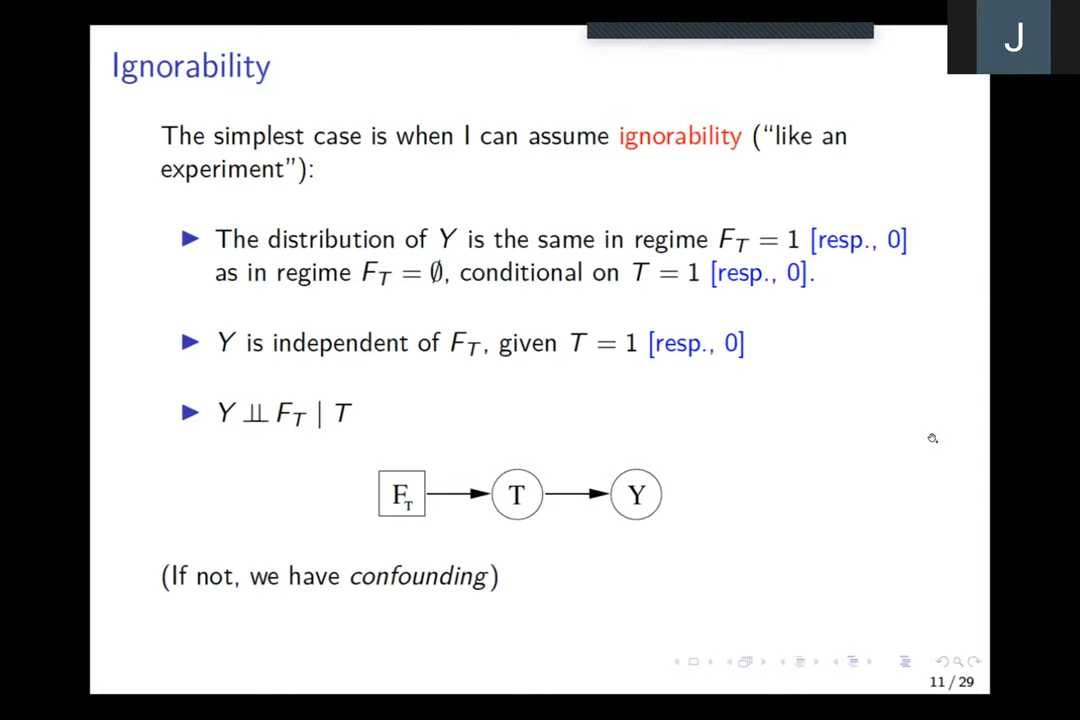 J
Ignorability
The simplest case is when I can assume ignorability (“like an
experiment”):
▶ The distribution of Y is the same in regime F_T = 1 [resp., 0]
as in regime F_T = ∅, conditional on T = 1 [resp., 0].
▶ Y is independent of F_T, given T = 1 [resp., 0]
▶ Y ⫫ F_T | T
F_T T Y
(If not, we have confounding)
11 / 29